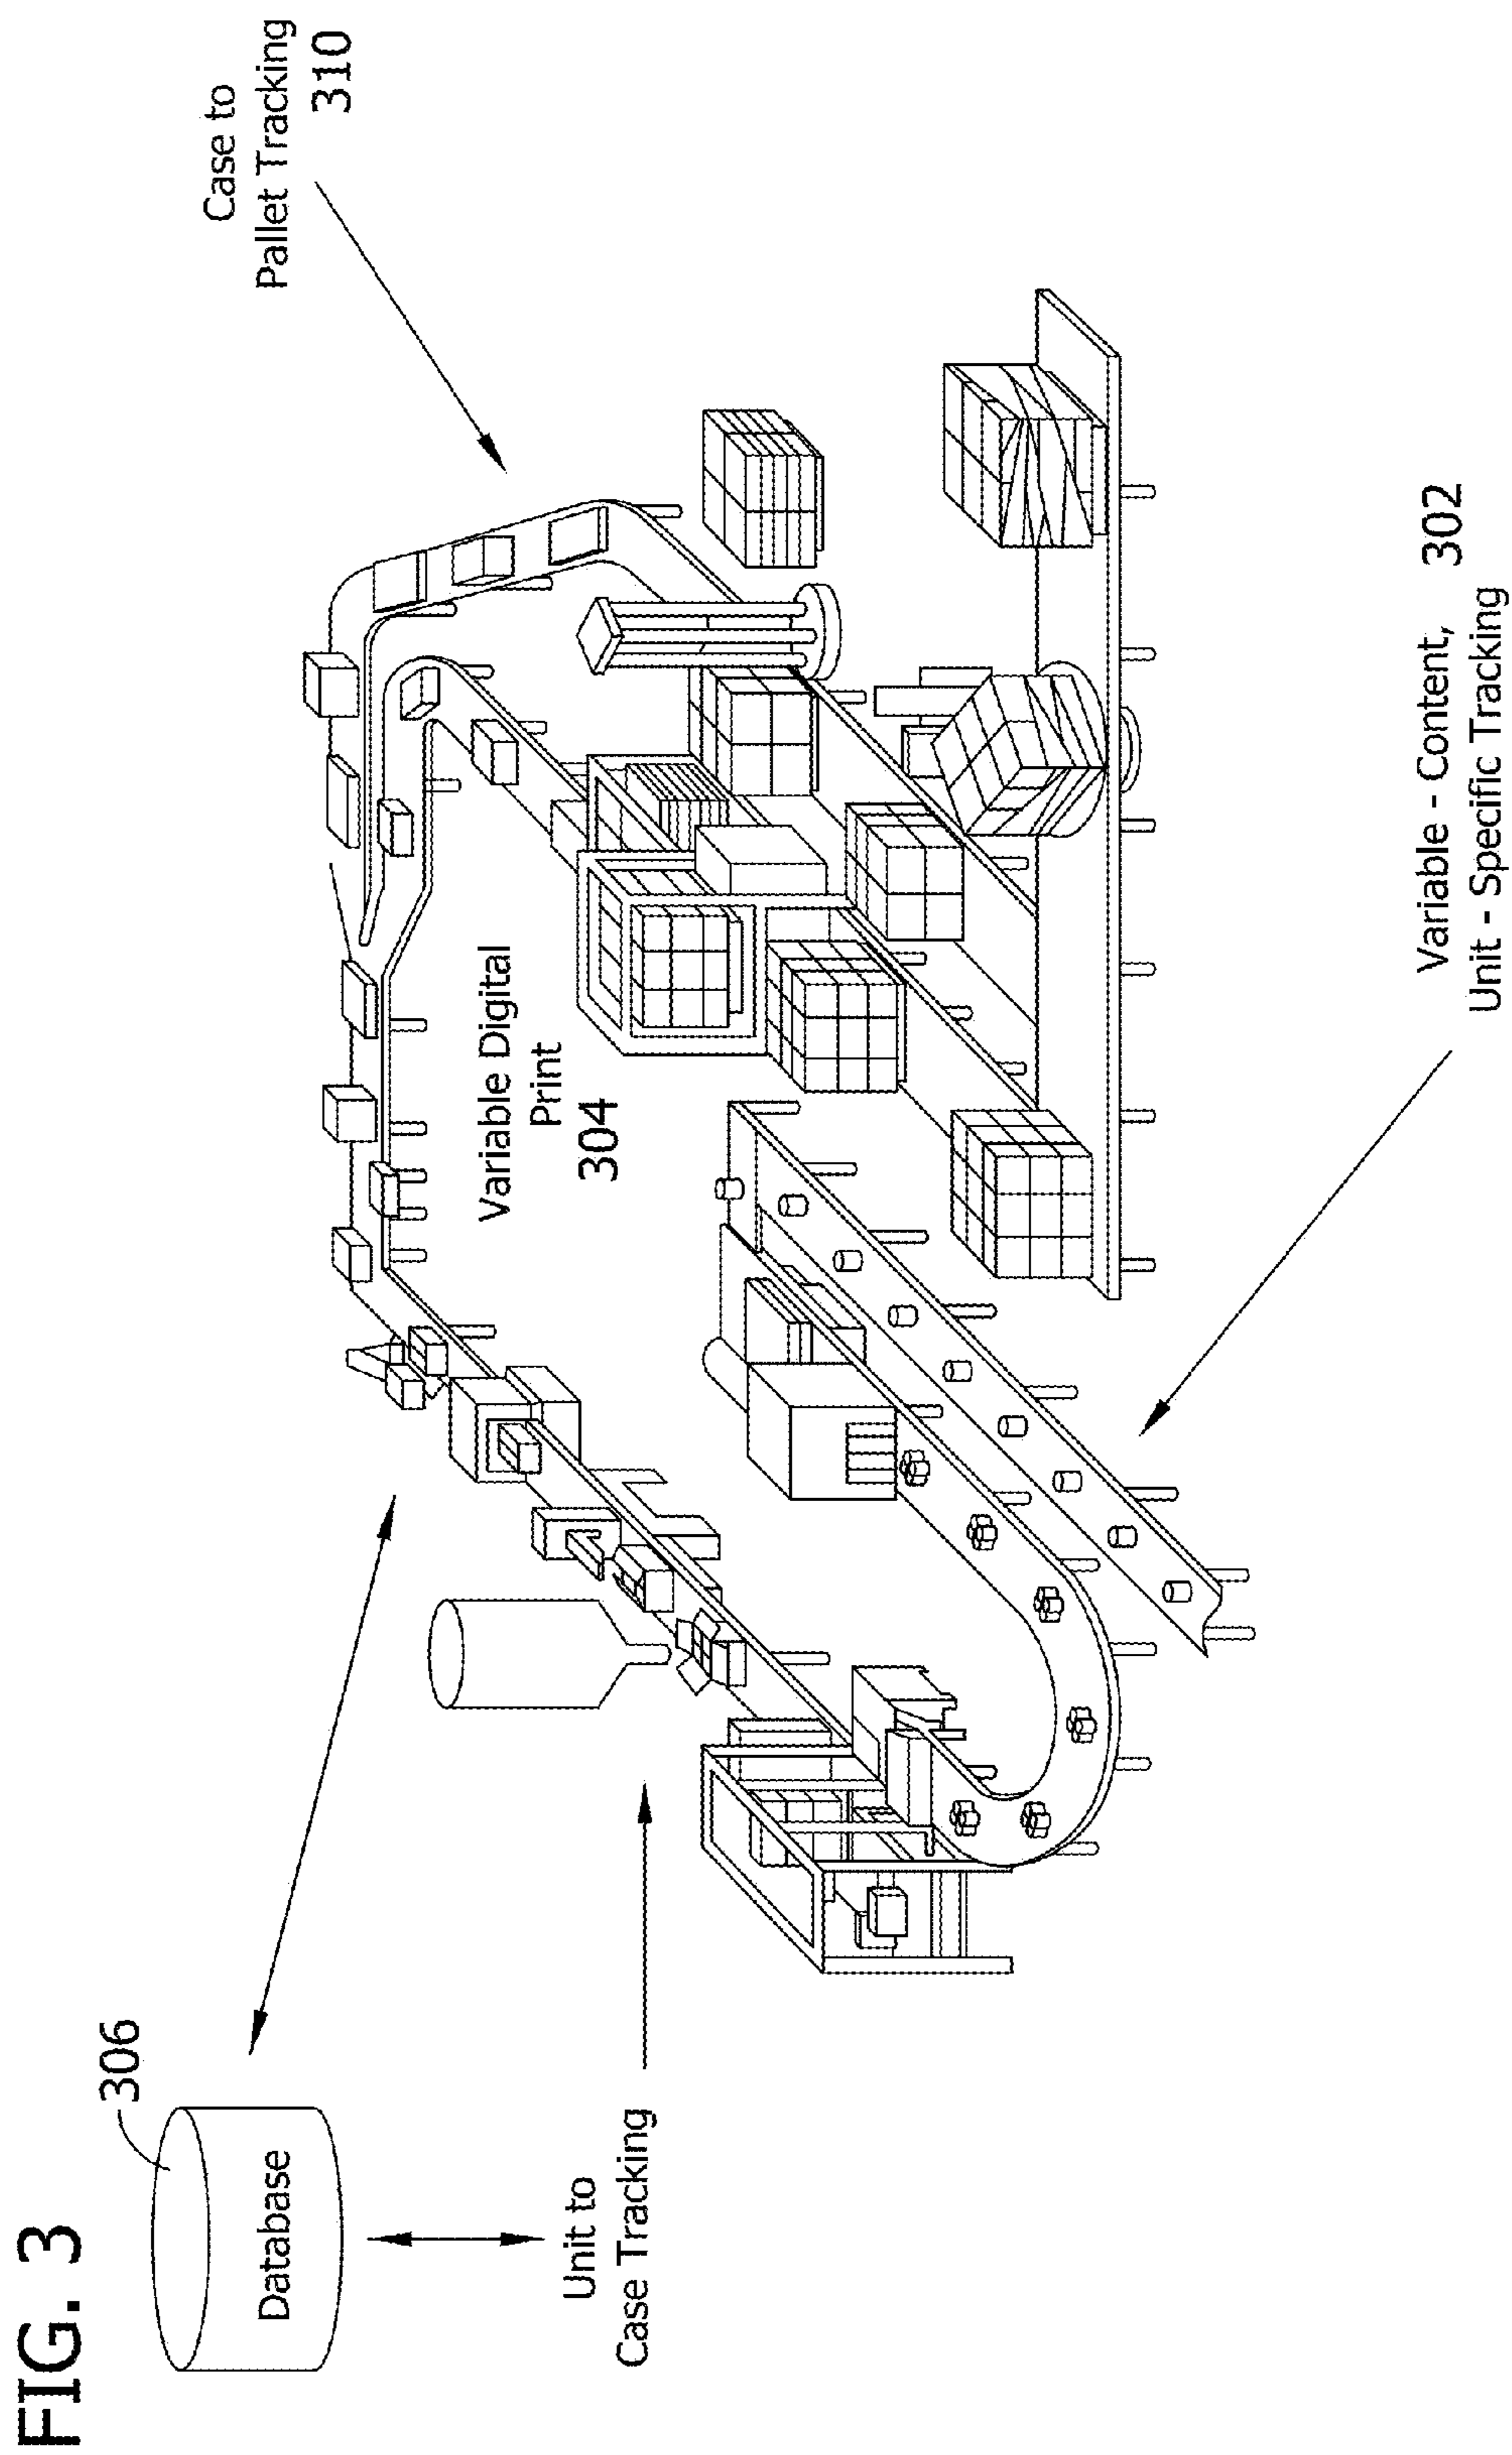 FIG. 3
306
Database
Unit to
Case Tracking
Variable Digital
Print
304
Case to
Pallet Tracking
310
Variable - Content, 302
Unit - Specific Tracking